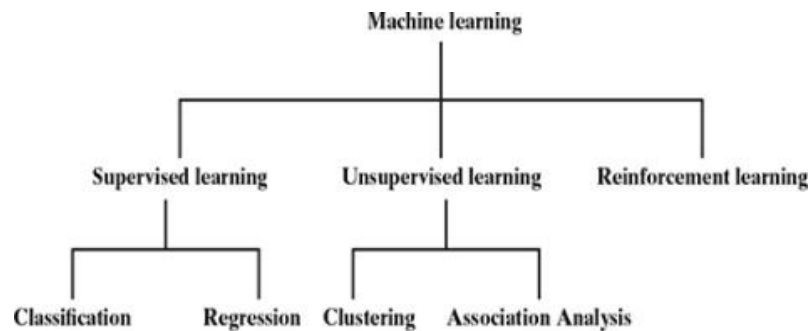 Machine learning
Supervised learning
Unsupervised learning
Reinforcement learning
Classification
Regression
Clustering
Association Analysis